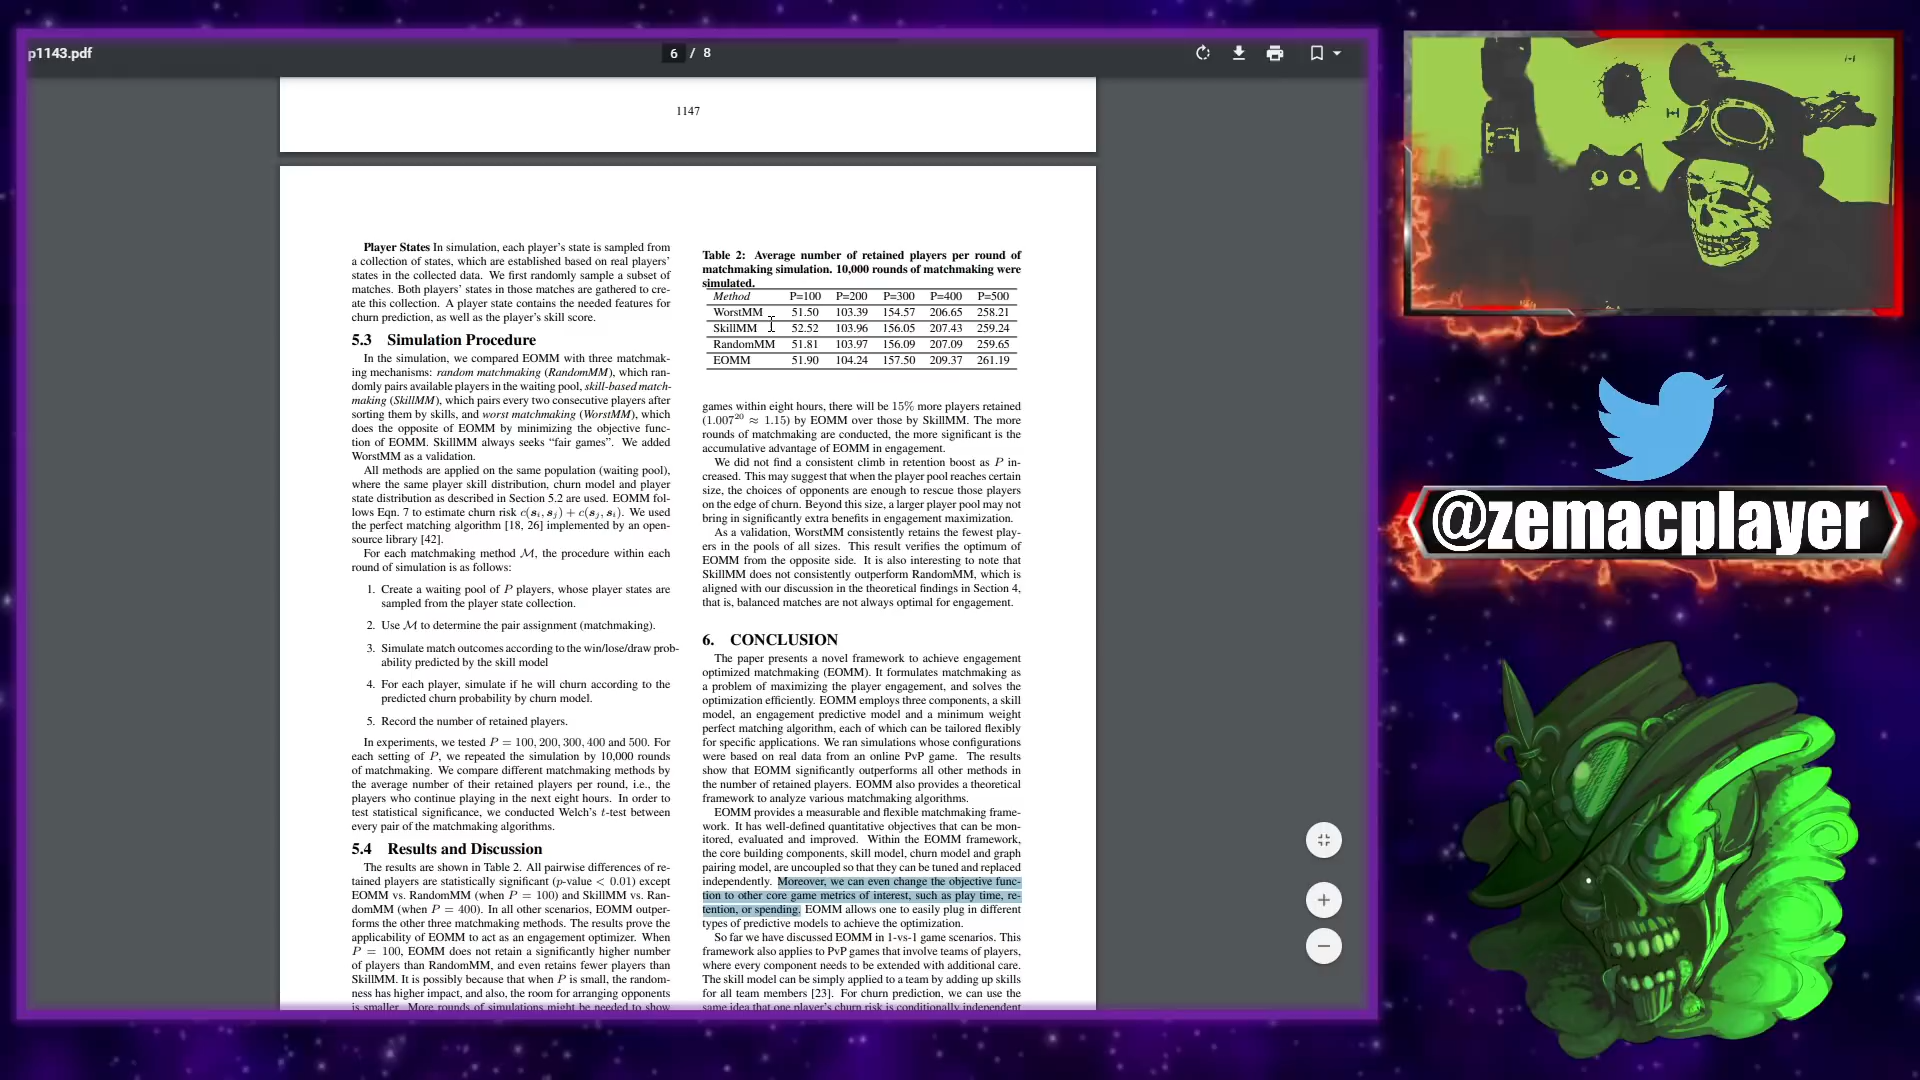 p1143.pdf
6 / 8
1147
Player States In simulation, each player's state is sampled from
a collection of states, which are established based on real players'
states in the collected data. We first randomly sample a subset of
matches. Both players' states in those matches are gathered to cre-
ate this collection. A player state contains the needed features for
churn prediction, as well as the player's skill score.
5.3 Simulation Procedure
In the simulation, we compared EOMM with three matchmak-
ing mechanisms: random matchmaking (RandomMM), which ran-
domly pairs available players in the waiting pool, skill-based match-
making (SkillMM), which pairs every two consecutive players after
sorting them by skills, and worst matchmaking (WorstMM), which
does the opposite of EOMM by minimizing the objective func-
tion of EOMM. SkillMM always seeks “fair games”. We added
WorstMM as a validation.
All methods are applied on the same population (waiting pool),
where the same player skill distribution, churn model and player
state distribution as described in Section 5.2 are used. EOMM fol-
lows Eqn. 7 to estimate churn risk c(sᵢ, sⱼ) + c(sⱼ, sᵢ). We used
the perfect matching algorithm [18, 26] implemented by an open-
source library [42].
For each matchmaking method M, the procedure within each
round of simulation is as follows:
1. Create a waiting pool of P players, whose player states are
sampled from the player state collection.
2. Use M to determine the pair assignment (matchmaking).
3. Simulate match outcomes according to the win/lose/draw prob-
ability predicted by the skill model
4. For each player, simulate if he will churn according to the
predicted churn probability by churn model.
5. Record the number of retained players.
In experiments, we tested P = 100, 200, 300, 400 and 500. For
each setting of P, we repeated the simulation by 10,000 rounds
of matchmaking. We compare different matchmaking methods by
the average number of their retained players per round, i.e., the
players who continue playing in the next eight hours. In order to
test statistical significance, we conducted Welch's t-test between
every pair of the matchmaking algorithms.
5.4 Results and Discussion
The results are shown in Table 2. All pairwise differences of re-
tained players are statistically significant (p-value < 0.01) except
EOMM vs. RandomMM (when P = 100) and SkillMM vs. Ran-
domMM (when P = 400). In all other scenarios, EOMM outper-
forms the other three matchmaking methods. The results prove the
applicability of EOMM to act as an engagement optimizer. When
P = 100, EOMM does not retain a significantly higher number
of players than RandomMM, and even retains fewer players than
SkillMM. It is possibly because that when P is small, the random-
ness has higher impact, and also, the room for arranging opponents
is smaller. More rounds of simulations might be needed to show
Table 2: Average number of retained players per round of
matchmaking simulation. 10,000 rounds of matchmaking were
simulated.
Method P=100 P=200 P=300 P=400 P=500
WorstMM 51.50 103.39 154.57 206.65 258.21
SkillMM 52.52 103.96 156.05 207.43 259.24
RandomMM 51.81 103.97 156.09 207.09 259.65
EOMM 51.90 104.24 157.50 209.37 261.19
games within eight hours, there will be 15% more players retained
(1.007²⁰ ≈ 1.15) by EOMM over those by SkillMM. The more
rounds of matchmaking are conducted, the more significant is the
accumulative advantage of EOMM in engagement.
We did not find a consistent climb in retention boost as P in-
creased. This may suggest that when the player pool reaches certain
size, the choices of opponents are enough to rescue those players
on the edge of churn. Beyond this size, a larger player pool may not
bring in significantly extra benefits in engagement maximization.
As a validation, WorstMM consistently retains the fewest play-
ers in the pools of all sizes. This result verifies the optimum of
EOMM from the opposite side. It is also interesting to note that
SkillMM does not consistently outperform RandomMM, which is
aligned with our discussion in the theoretical findings in Section 4,
that is, balanced matches are not always optimal for engagement.
6. CONCLUSION
The paper presents a novel framework to achieve engagement
optimized matchmaking (EOMM). It formulates matchmaking as
a problem of maximizing the player engagement, and solves the
optimization efficiently. EOMM employs three components, a skill
model, an engagement predictive model and a minimum weight
perfect matching algorithm, each of which can be tailored flexibly
for specific applications. We ran simulations whose configurations
were based on real data from an online PvP game. The results
show that EOMM significantly outperforms all other methods in
the number of retained players. EOMM also provides a theoretical
framework to analyze various matchmaking algorithms.
EOMM provides a measurable and flexible matchmaking frame-
work. It has well-defined quantitative objectives that can be mon-
itored, evaluated and improved. Within the EOMM framework,
the core building components, skill model, churn model and graph
pairing model, are uncoupled so that they can be tuned and replaced
independently. Moreover, we can even change the objective func-
tion to other core game metrics of interest, such as play time, re-
tention, or spending. EOMM allows one to easily plug in different
types of predictive models to achieve the optimization.
So far we have discussed EOMM in 1-vs-1 game scenarios. This
framework also applies to PvP games that involve teams of players,
where every component needs to be extended with additional care.
The skill model can be simply applied to a team by adding up skills
for all team members [23]. For churn prediction, we can use the
same idea that one player's churn risk is conditionally independent
@zemacplayer